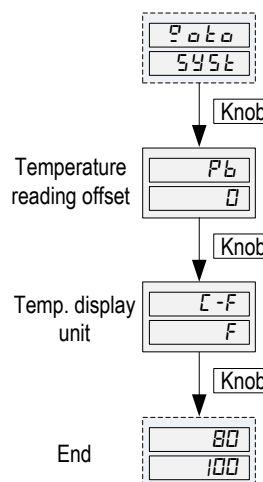 goto
SYSt
Knob
Temperature
reading offset
Pb
0
Knob
Temp. display
unit
C-F
F
Knob
End
80
100